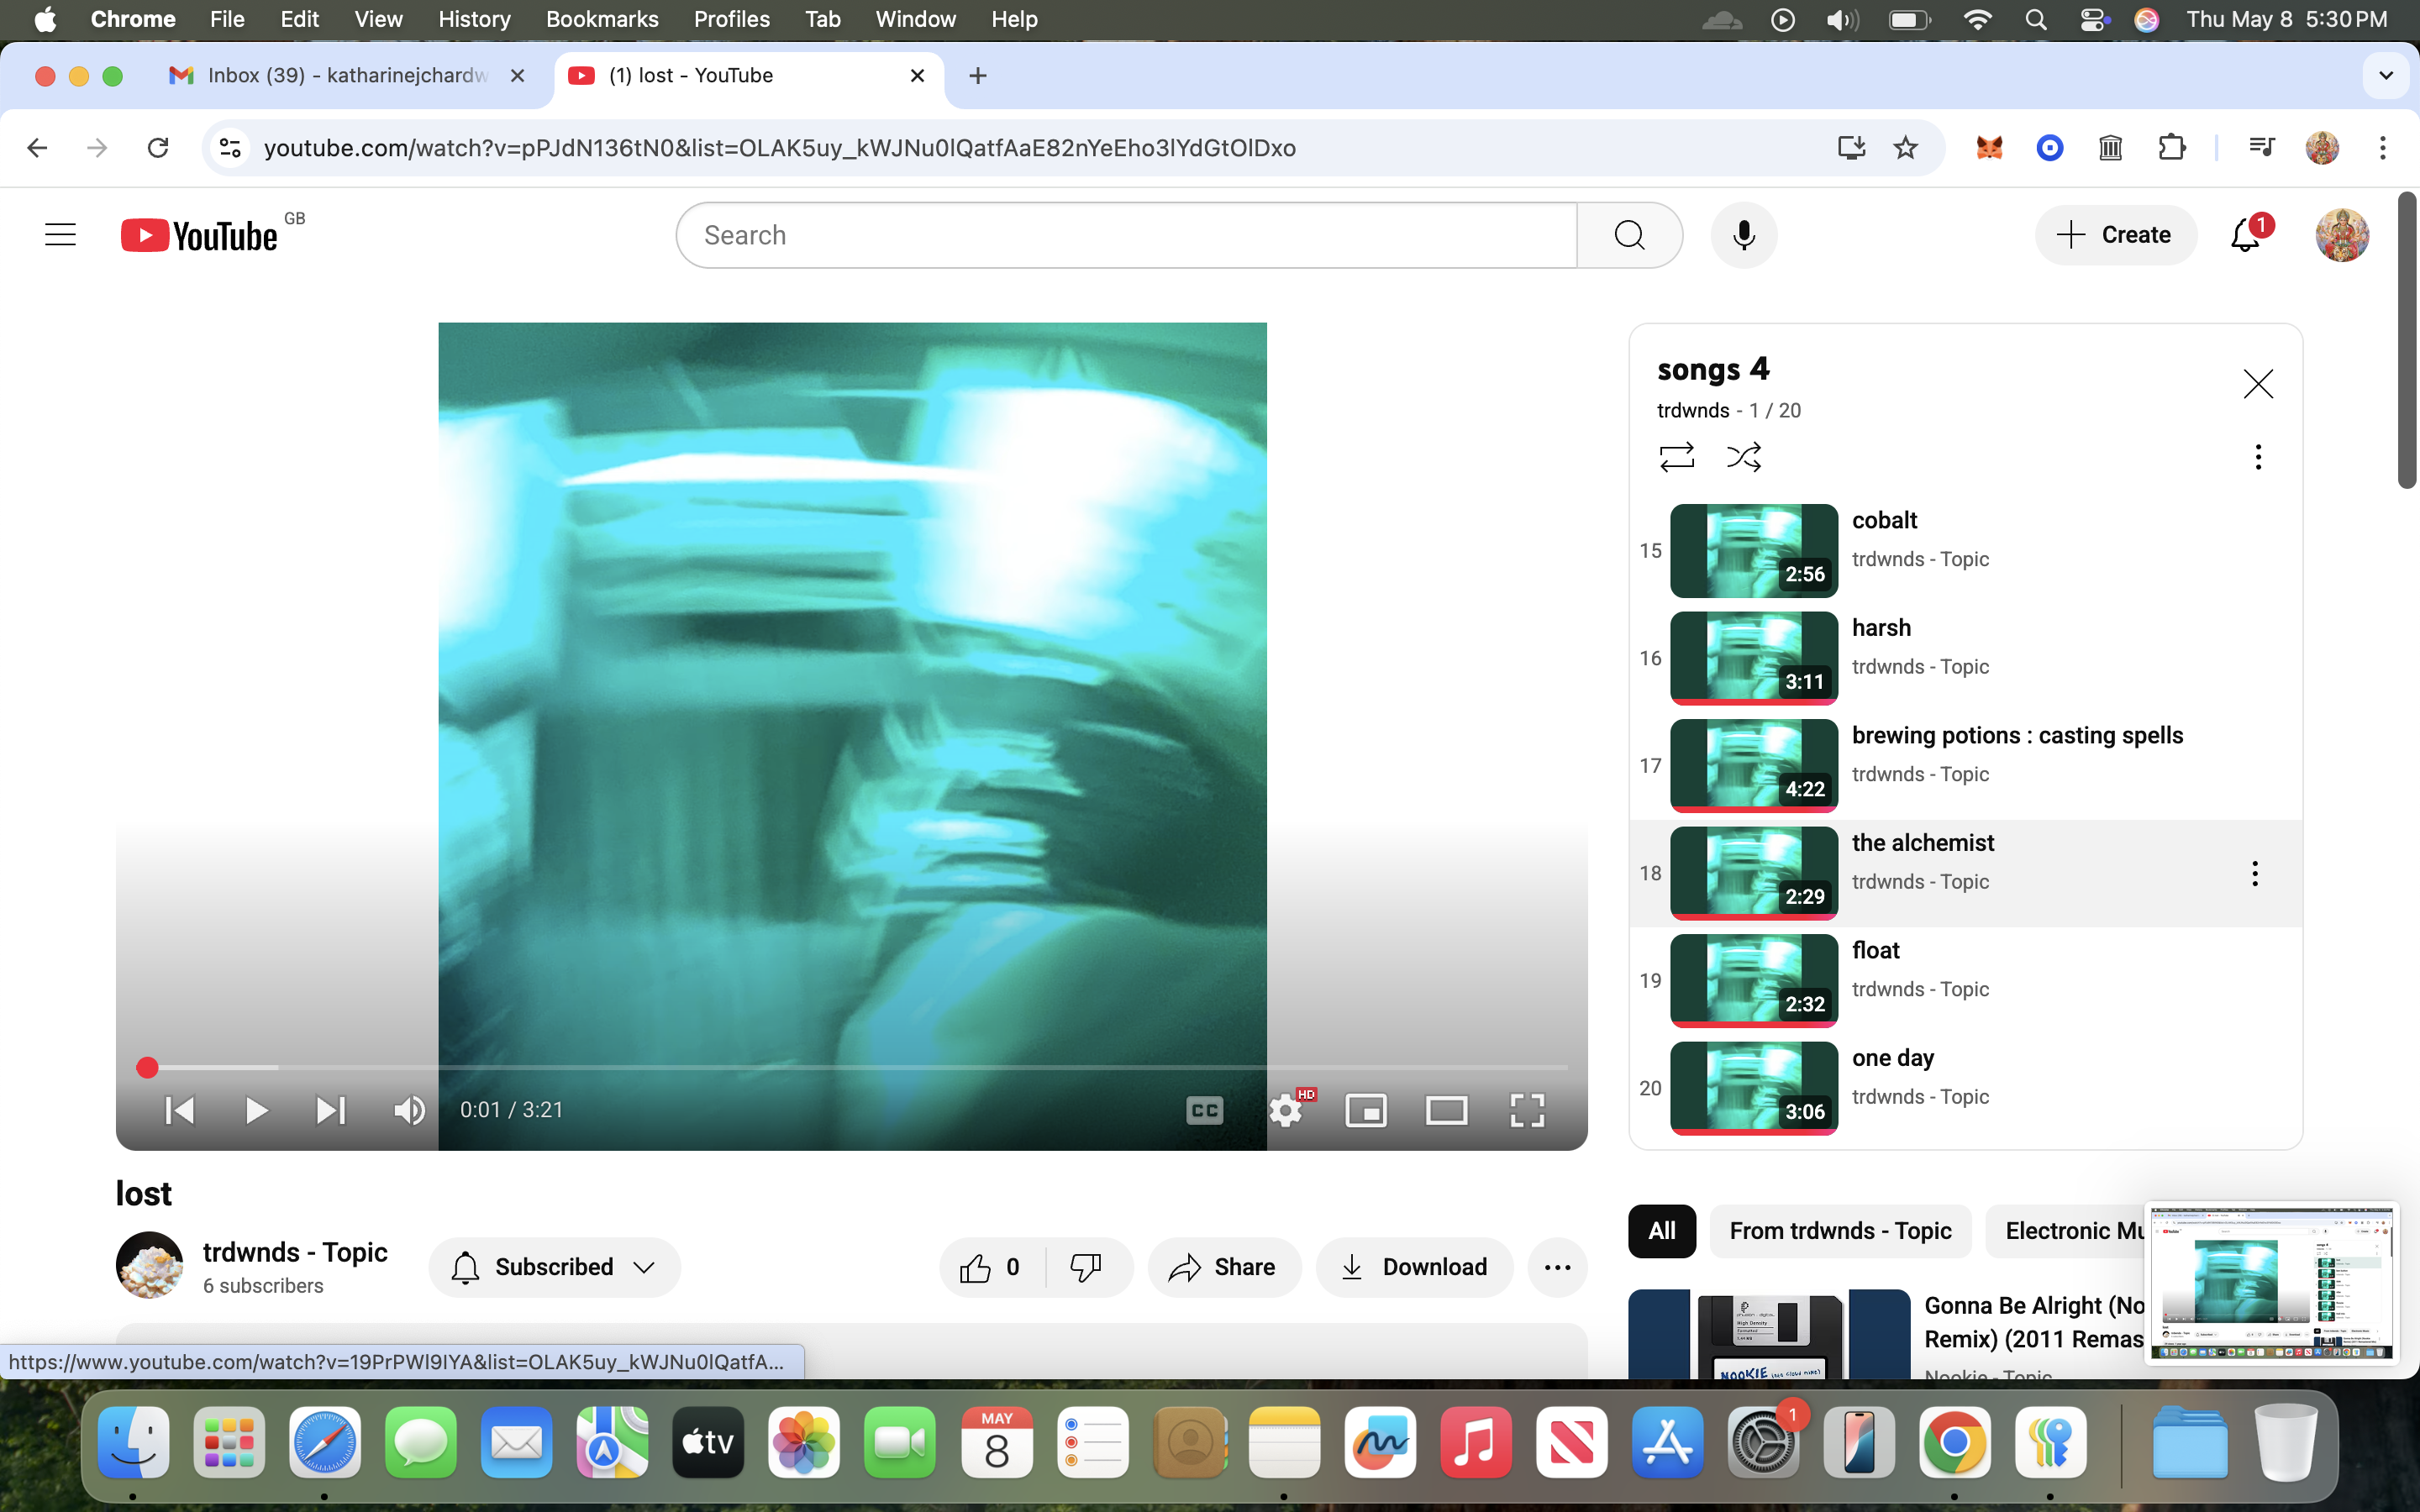 Chrome File Edit View History Bookmarks Profiles Tab Window Help Thu May 8 5:30 PM
Inbox (39) - katharinejchardw (1) lost - YouTube
youtube.com/watch?v=pPJdN136tN0&list=OLAK5uy_kWJNu0lQatfAaE82nYeEho3lYdGtOlDxo
YouTube GB Search Create 1
songs 4
trdwnds - 1 / 20
15 2:56 cobalt
trdwnds - Topic
16 3:11 harsh
trdwnds - Topic
17 4:22 brewing potions : casting spells
trdwnds - Topic
18 2:29 the alchemist
trdwnds - Topic
19 2:32 float
trdwnds - Topic
20 3:06 one day
trdwnds - Topic
0:01 / 3:21 CC HD
lost
trdwnds - Topic
6 subscribers
Subscribed 0 Share Download
All From trdwnds - Topic Electronic Mu
Gonna Be Alright (No
Remix) (2011 Remas
Nookie - Topic
High Density
NOOKIE
https://www.youtube.com/watch?v=19PrPWI9IYA&list=OLAK5uy_kWJNu0lQatfA...
tv MAY 8 1